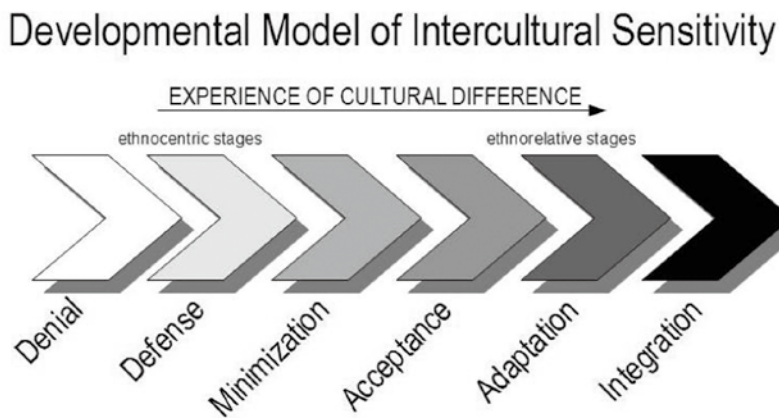 Developmental Model of Intercultural Sensitivity
EXPERIENCE OF CULTURAL DIFFERENCE
ethnocentric stages
ethnorelative stages
Denial
Defense
Minimization
Acceptance
Adaptation
Integration